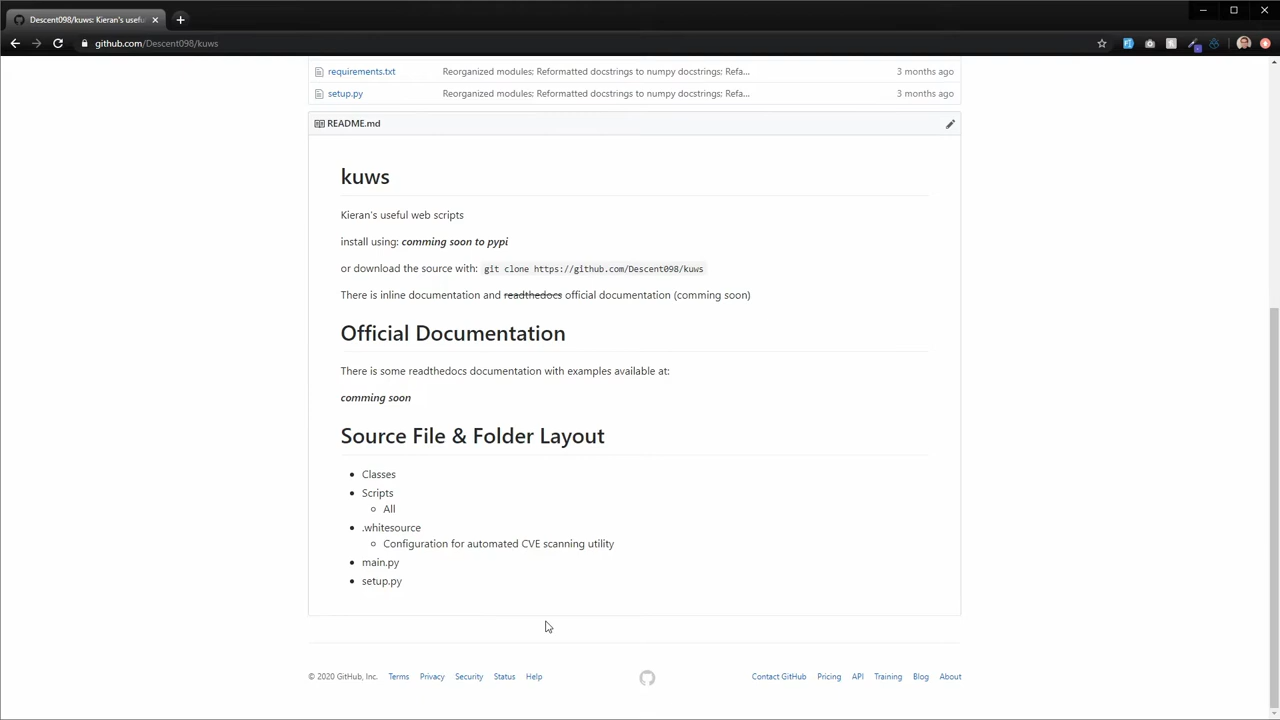 Descent098/kuws: Kieran's usefu
github.com/Descent098/kuws
requirements.txt Reorganized modules: Reformatted docstrings to numpy docstrings: Refa... 3 months ago
setup.py Reorganized modules: Reformatted docstrings to numpy docstrings: Refa... 3 months ago
README.md
kuws
Kieran's useful web scripts
install using: comming soon to pypi
or download the source with: git clone https://github.com/Descent098/kuws
There is inline documentation and readthedocs official documentation (comming soon)
Official Documentation
There is some readthedocs documentation with examples available at:
comming soon
Source File & Folder Layout
Classes
Scripts
All
.whitesource
Configuration for automated CVE scanning utility
main.py
setup.py
© 2020 GitHub, Inc. Terms Privacy Security Status Help Contact GitHub Pricing API Training Blog About